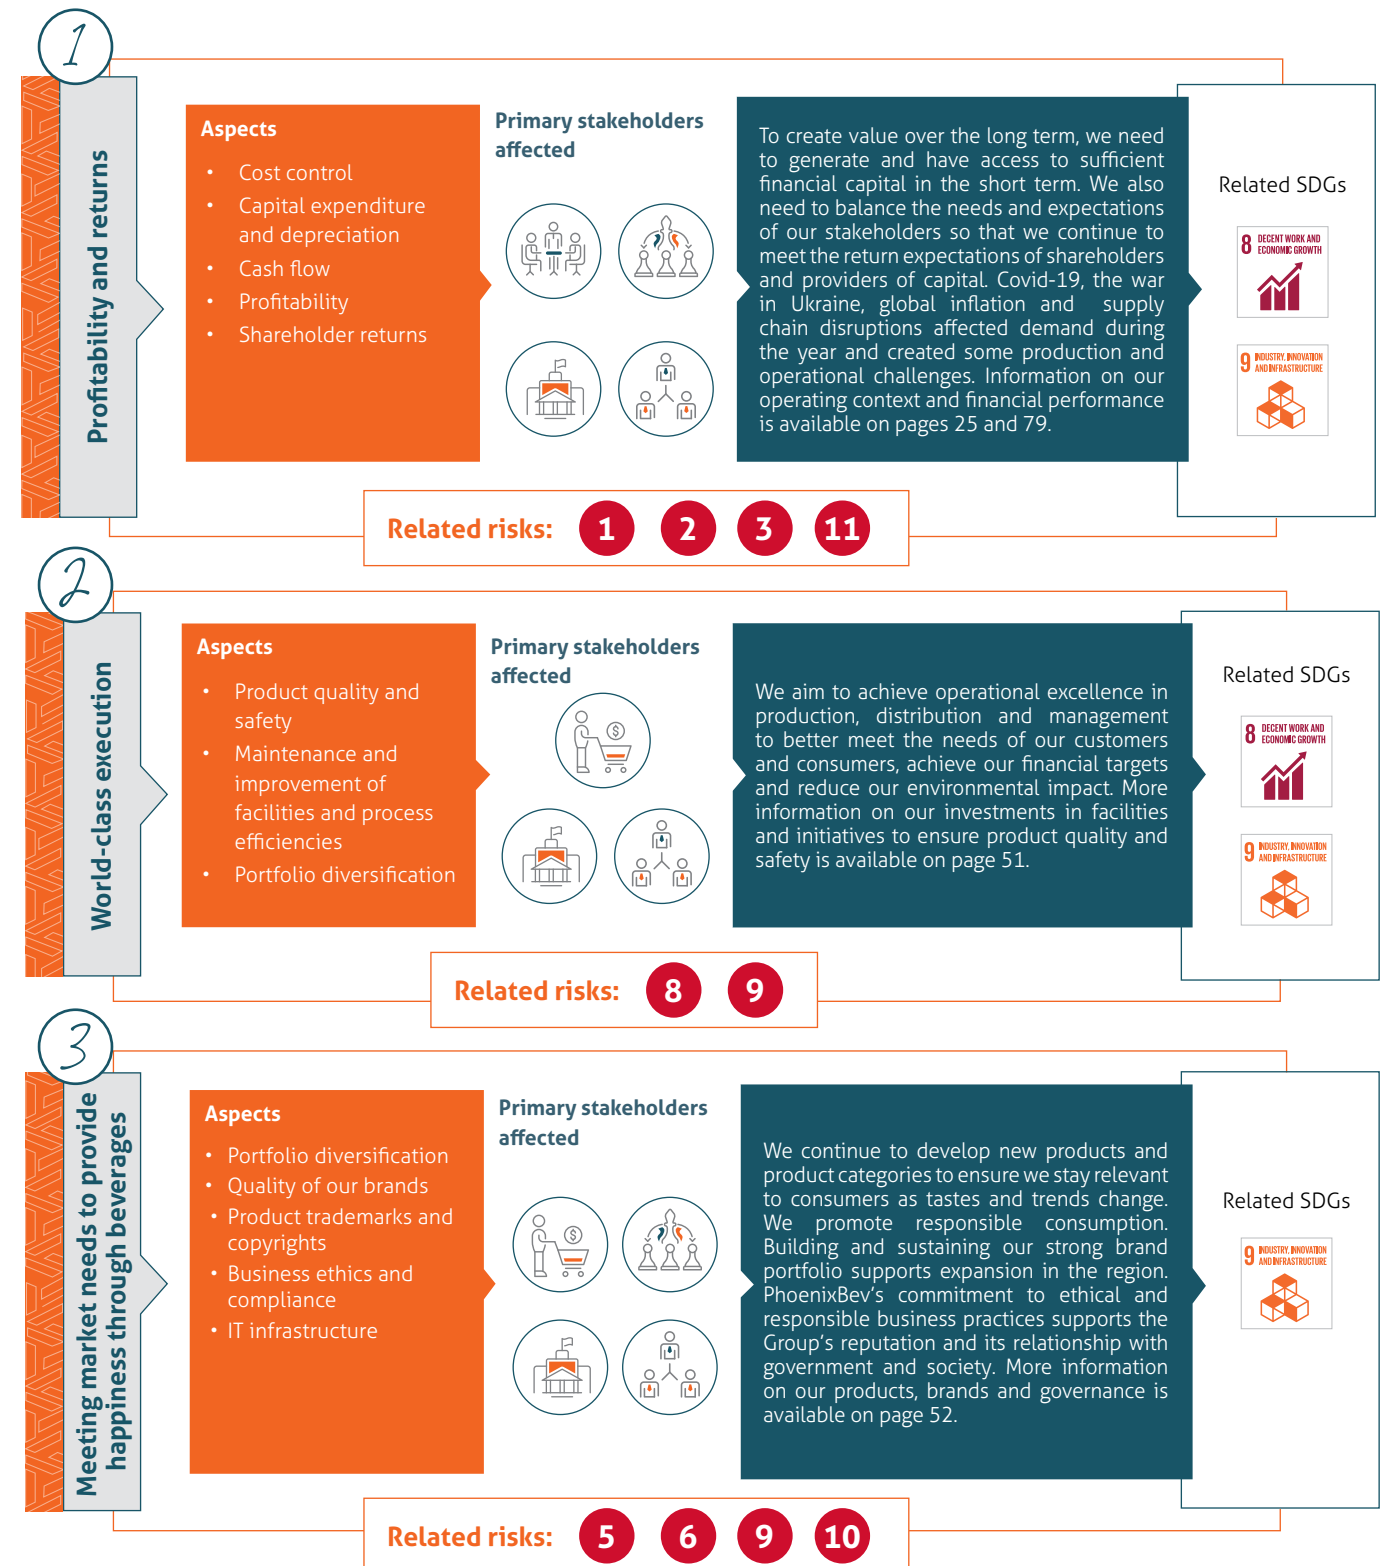 1
Profitability and returns
Aspects
• Cost control
• Capital expenditure
and depreciation
• Cash flow
• Profitability
• Shareholder returns
Primary stakeholders
affected
To create value over the long term, we need
to generate and have access to sufficient
financial capital in the short term. We also
need to balance the needs and expectations
of our stakeholders so that we continue to
meet the return expectations of shareholders
and providers of capital. Covid-19, the war
in Ukraine, global inflation and supply
chain disruptions affected demand during
the year and created some production and
operational challenges. Information on our
operating context and financial performance
is available on pages 25 and 79.
Related SDGs
8 DECENT WORK AND
ECONOMIC GROWTH
9 INDUSTRY, INNOVATION
AND INFRASTRUCTURE
Related risks: 1 2 3 11
2
World-class execution
Aspects
• Product quality and
safety
• Maintenance and
improvement of
facilities and process
efficiencies
• Portfolio diversification
Primary stakeholders
affected
$
We aim to achieve operational excellence in
production, distribution and management
to better meet the needs of our customers
and consumers, achieve our financial targets
and reduce our environmental impact. More
information on our investments in facilities
and initiatives to ensure product quality and
safety is available on page 51.
Related SDGs
8 DECENT WORK AND
ECONOMIC GROWTH
9 INDUSTRY, INNOVATION
AND INFRASTRUCTURE
Related risks: 8 9
3
Meeting market needs to provide
happiness through beverages
Aspects
• Portfolio diversification
• Quality of our brands
• Product trademarks and
copyrights
• Business ethics and
compliance
• IT infrastructure
Primary stakeholders
affected
$
We continue to develop new products and
product categories to ensure we stay relevant
to consumers as tastes and trends change.
We promote responsible consumption.
Building and sustaining our strong brand
portfolio supports expansion in the region.
PhoenixBev's commitment to ethical and
responsible business practices supports the
Group's reputation and its relationship with
government and society. More information
on our products, brands and governance is
available on page 52.
Related SDGs
9 INDUSTRY, INNOVATION
AND INFRASTRUCTURE
Related risks: 5 6 9 10